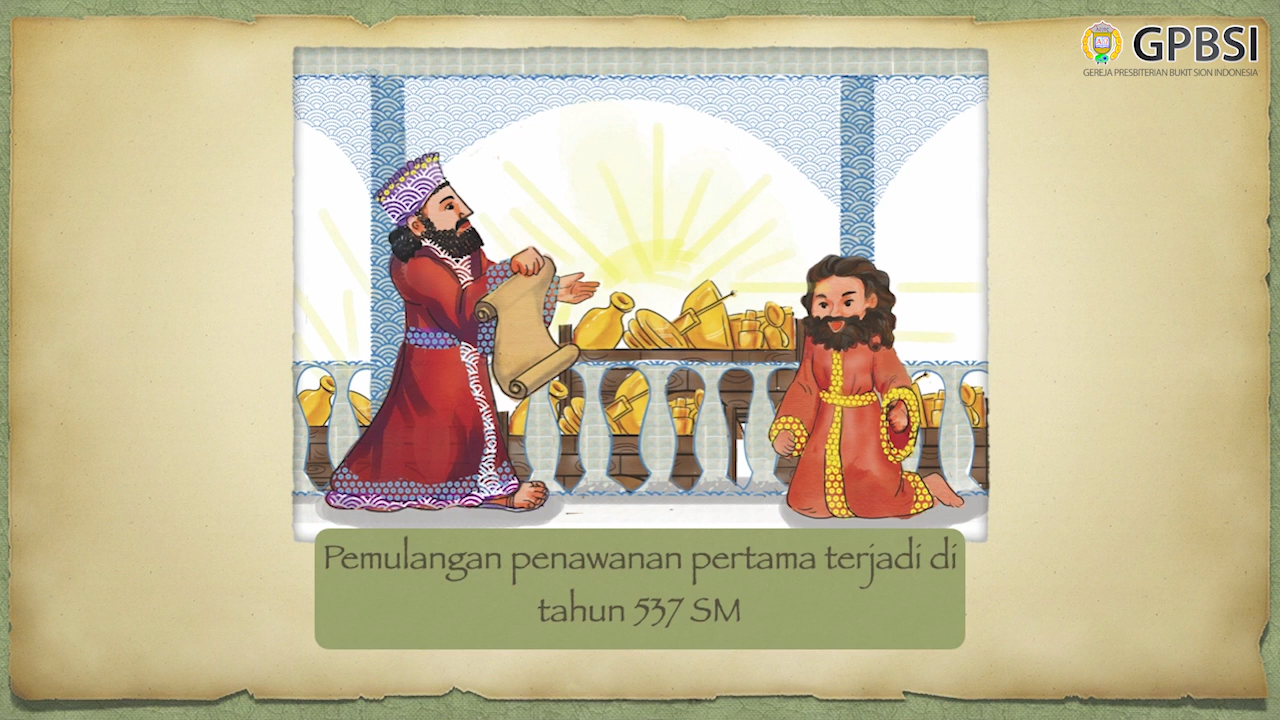 GPBSI
GEREJA PRESBITERIAN BUKIT SION INDONESIA
Pemulangan penawanan pertama terjadi di
tahun 537 SM